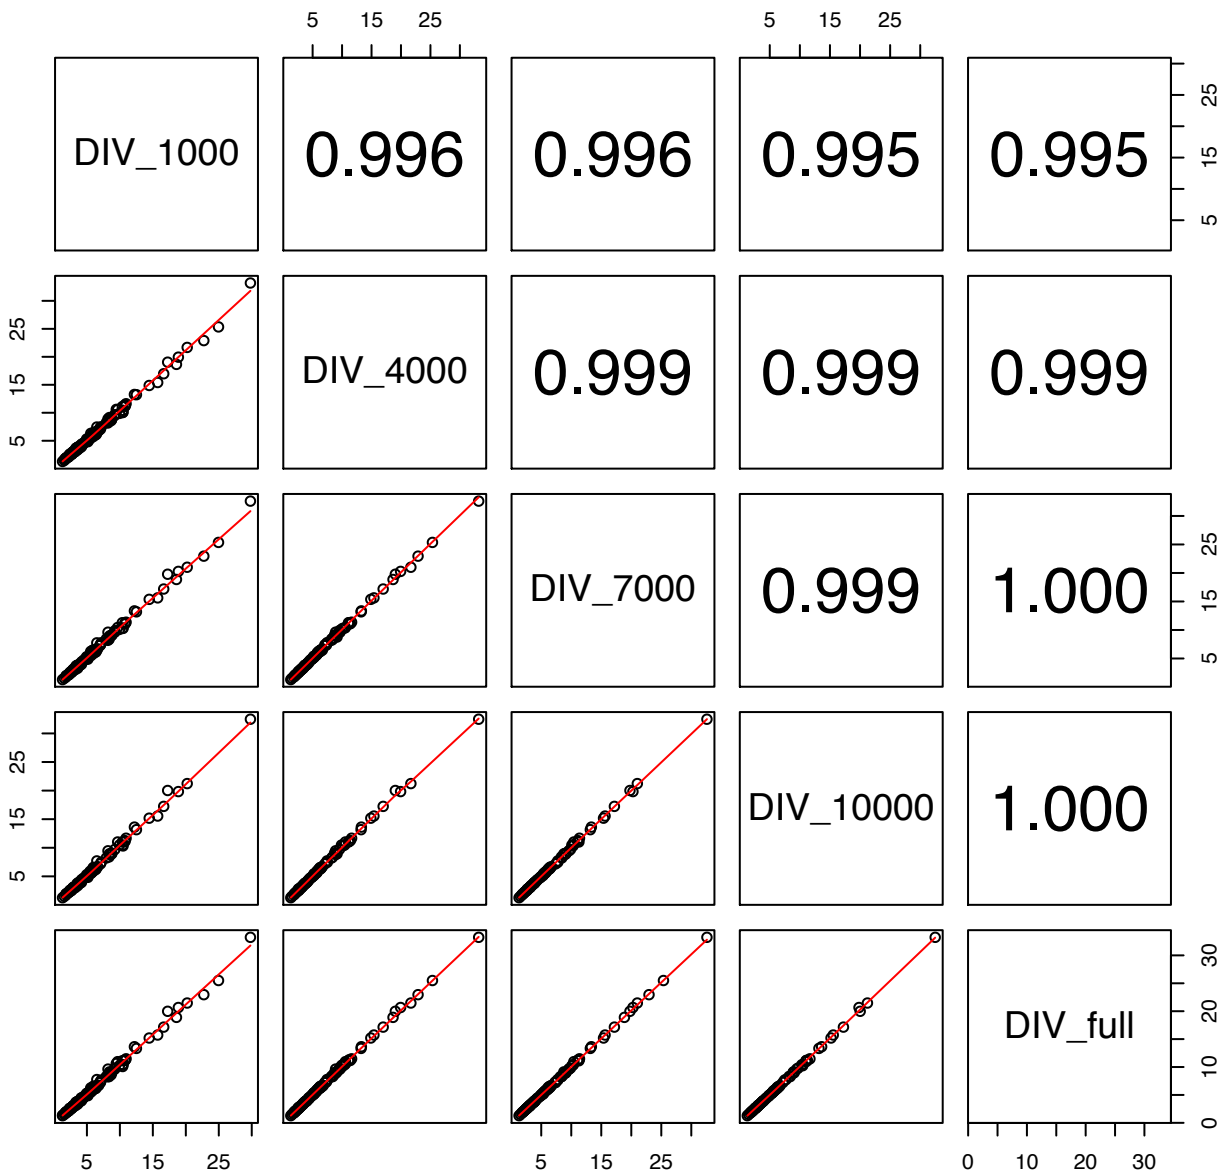 5 15 25 5 15 25
DIV_1000 0.996 0.996 0.995 0.995
5 15 25
5 15 25
DIV_4000 0.999 0.999 0.999
DIV_7000 0.999 1.000
5 15 25
5 15 25
DIV_10000 1.000
DIV_full
0 10 20 30
5 15 25 5 15 25 0 10 20 30